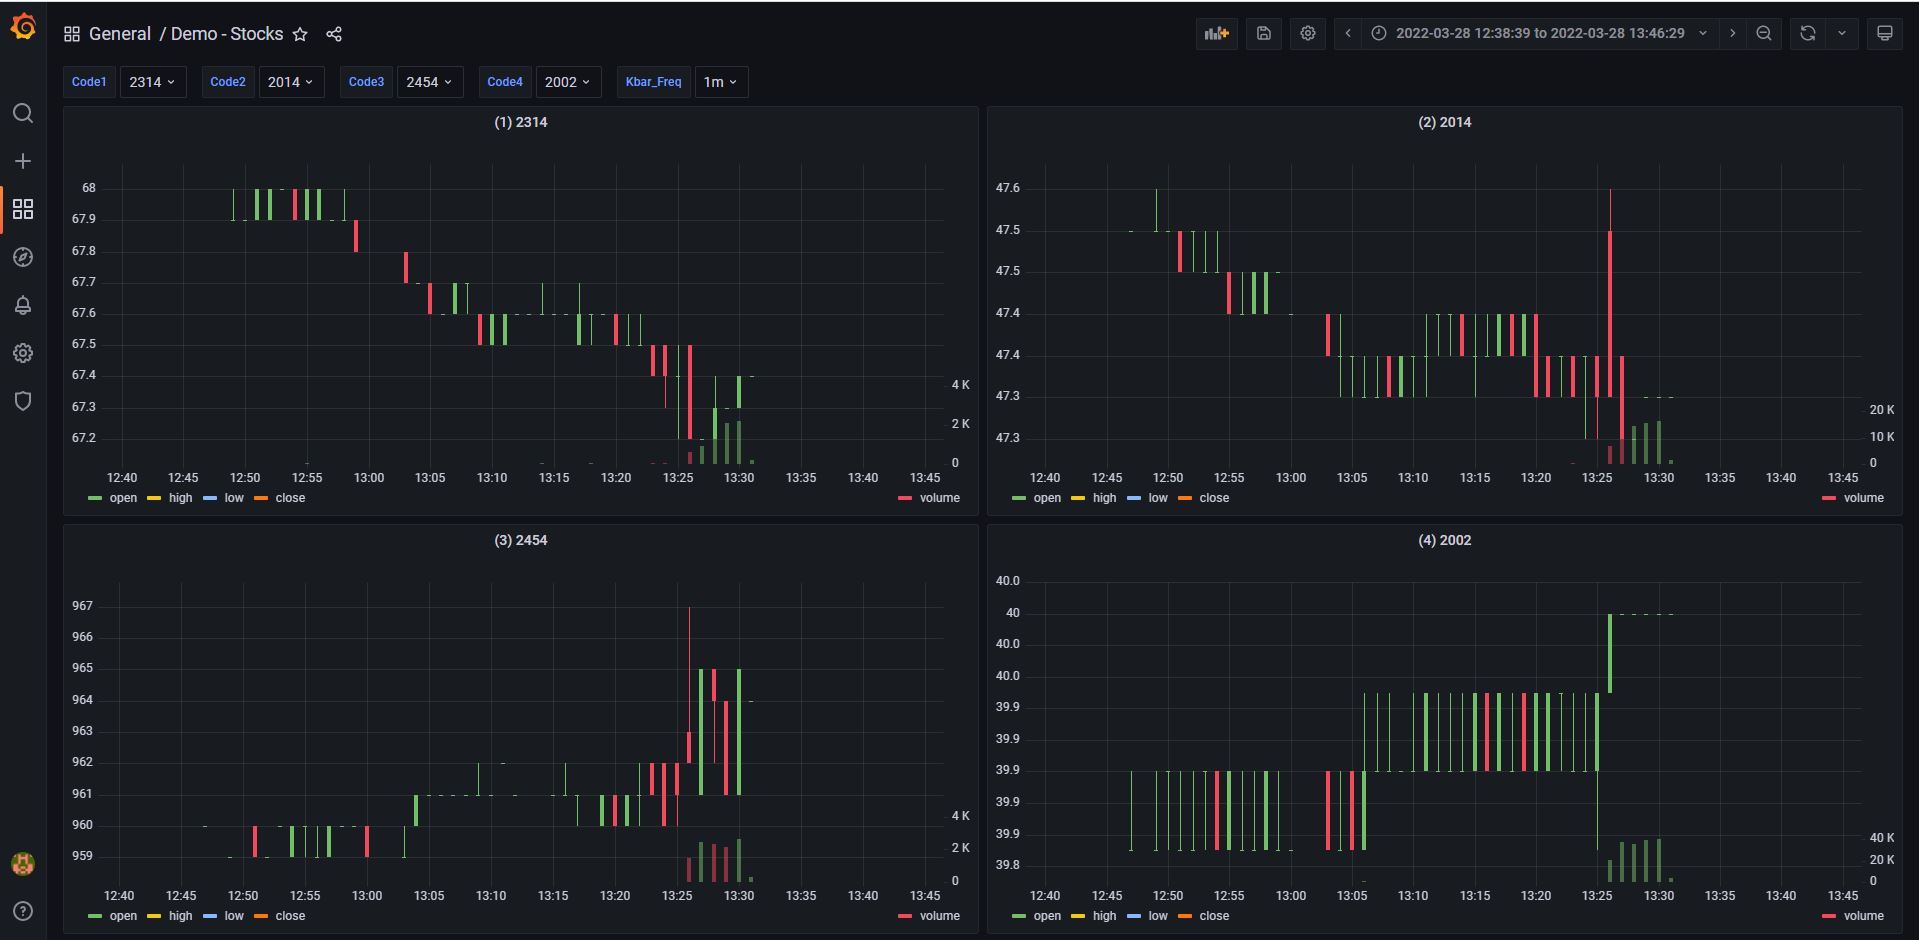 General / Demo - Stocks
2022-03-28 12:38:39 to 2022-03-28 13:46:29
Code1 2314 Code2 2014 Code3 2454 Code4 2002 Kbar_Freq 1m
(1) 2314
68
67.9
67.8
67.7
67.6
67.5
67.4
67.3
67.2
4 K
2 K
0
12:40 12:45 12:50 12:55 13:00 13:05 13:10 13:15 13:20 13:25 13:30 13:35 13:40 13:45
open high low close volume
(2) 2014
47.6
47.5
47.5
47.4
47.4
47.3
47.3
20 K
10 K
0
12:40 12:45 12:50 12:55 13:00 13:05 13:10 13:15 13:20 13:25 13:30 13:35 13:40 13:45
open high low close volume
(3) 2454
967
966
965
964
963
962
961
960
959
4 K
2 K
0
12:40 12:45 12:50 12:55 13:00 13:05 13:10 13:15 13:20 13:25 13:30 13:35 13:40 13:45
open high low close volume
(4) 2002
40.0
40
40.0
40.0
39.9
39.9
39.9
39.9
39.9
39.8
40 K
20 K
0
12:40 12:45 12:50 12:55 13:00 13:05 13:10 13:15 13:20 13:25 13:30 13:35 13:40 13:45
open high low close volume